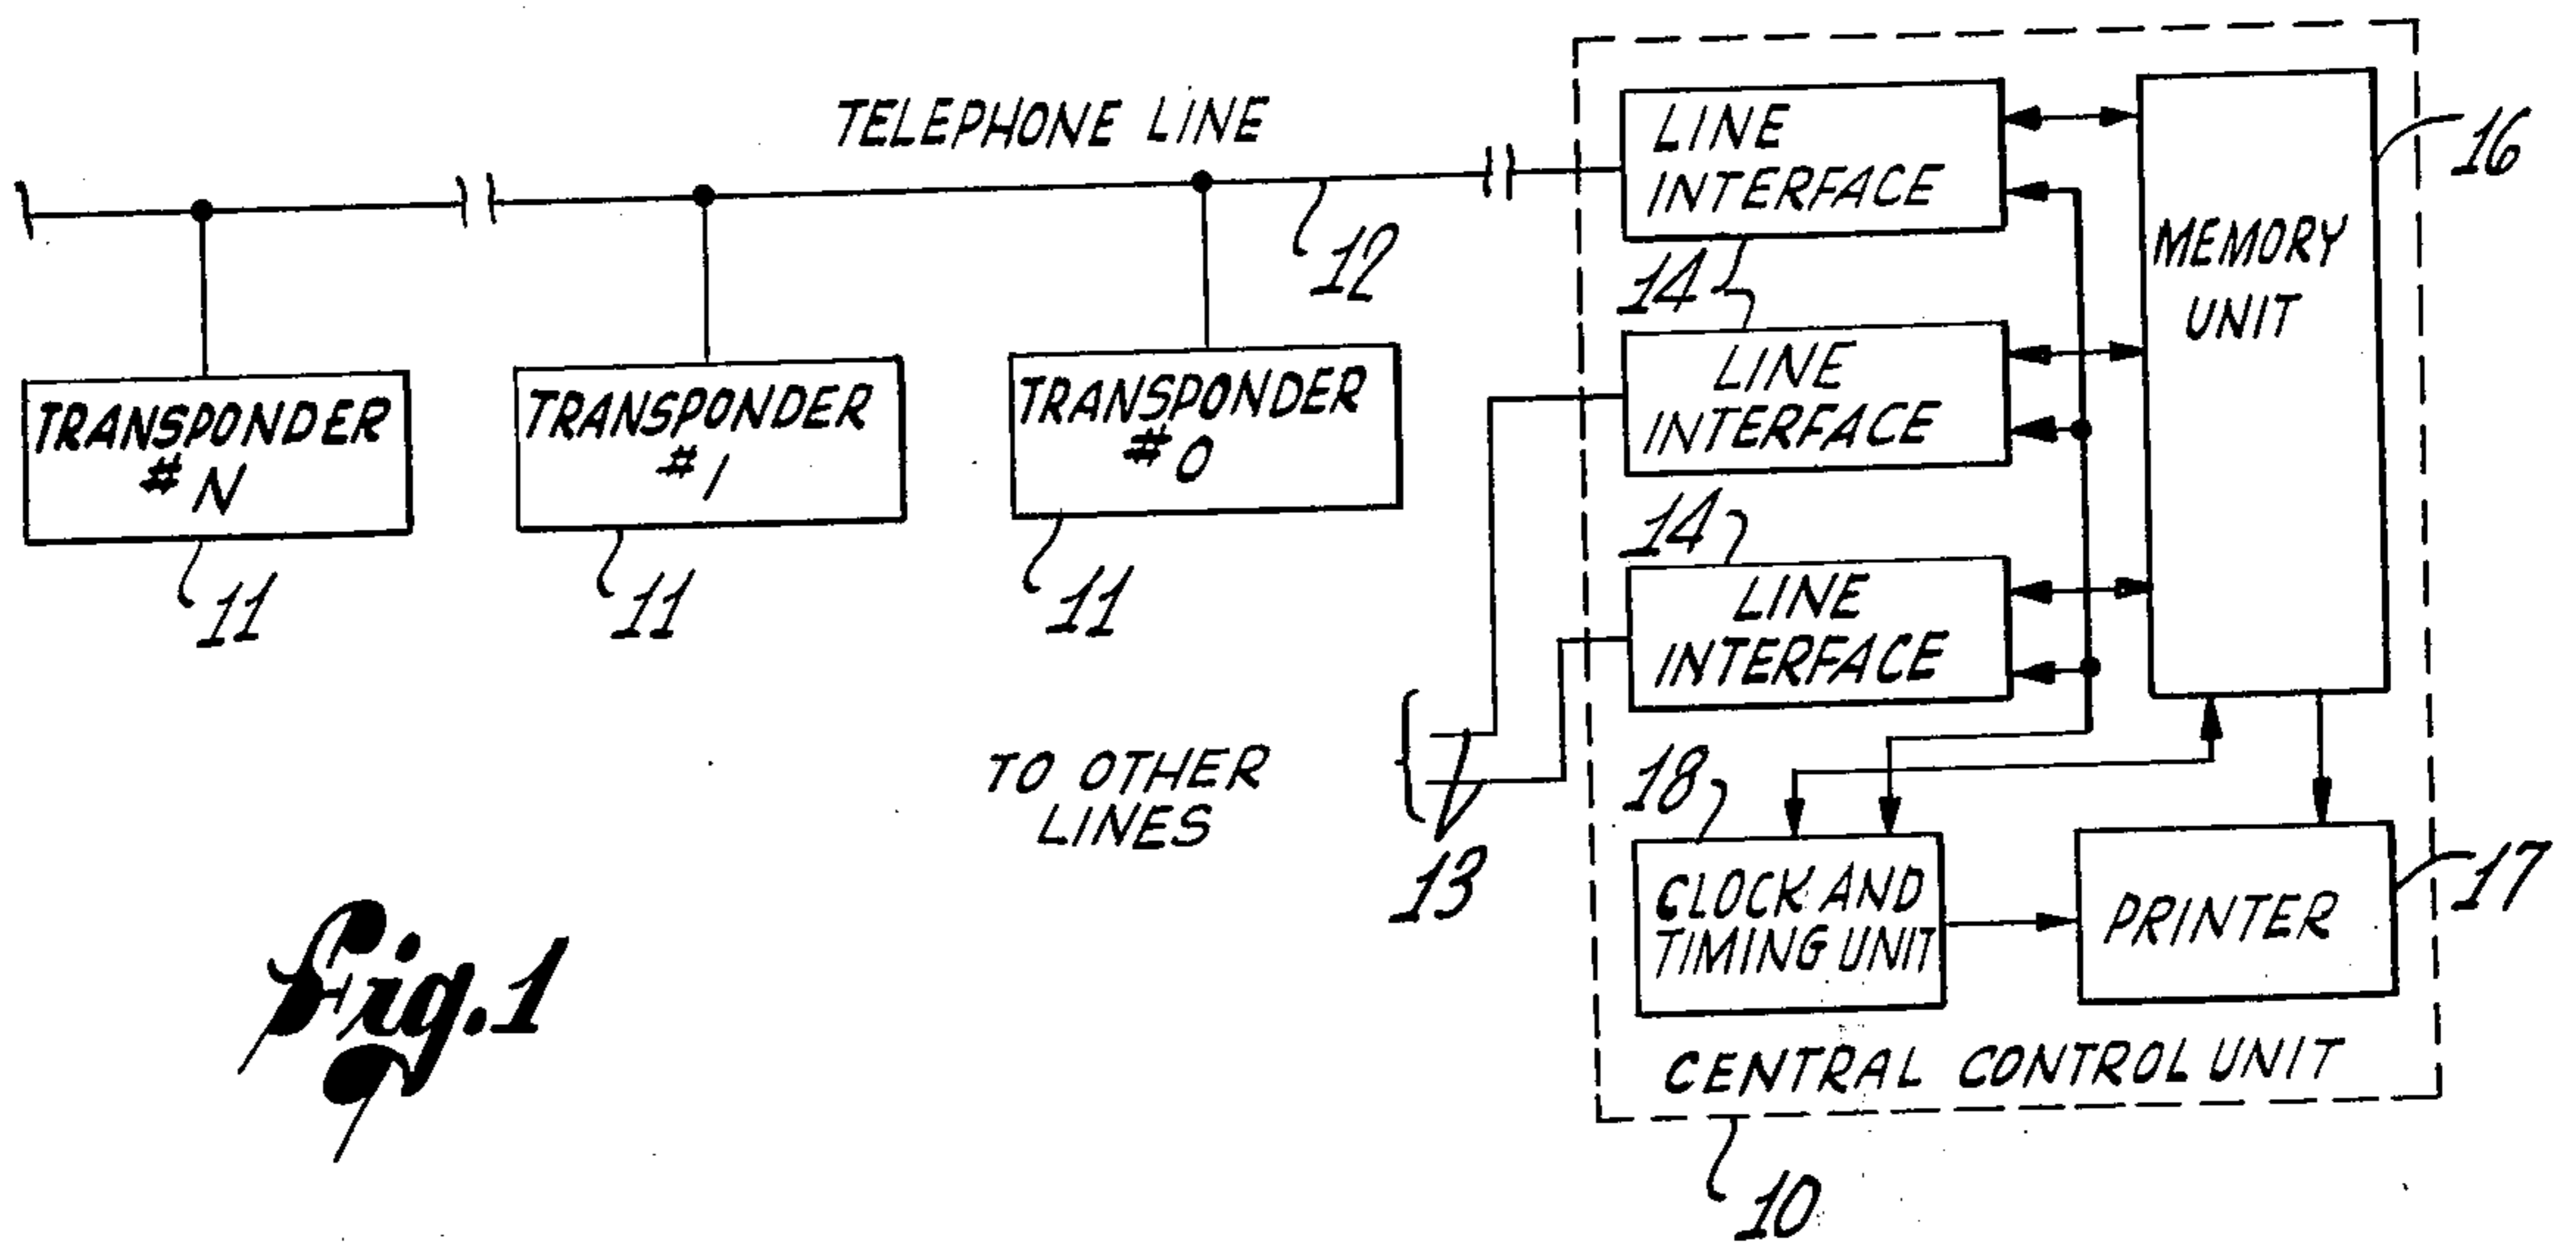 TELEPHONE LINE
12
TRANSPONDER
# N
11
TRANSPONDER
# 1
11
TRANSPONDER
# 0
11
LINE
INTERFACE
14
LINE
INTERFACE
14
LINE
INTERFACE
MEMORY
UNIT
16
TO OTHER
LINES
13
18
CLOCK AND
TIMING UNIT
PRINTER
17
CENTRAL CONTROL UNIT
10
Fig. 1